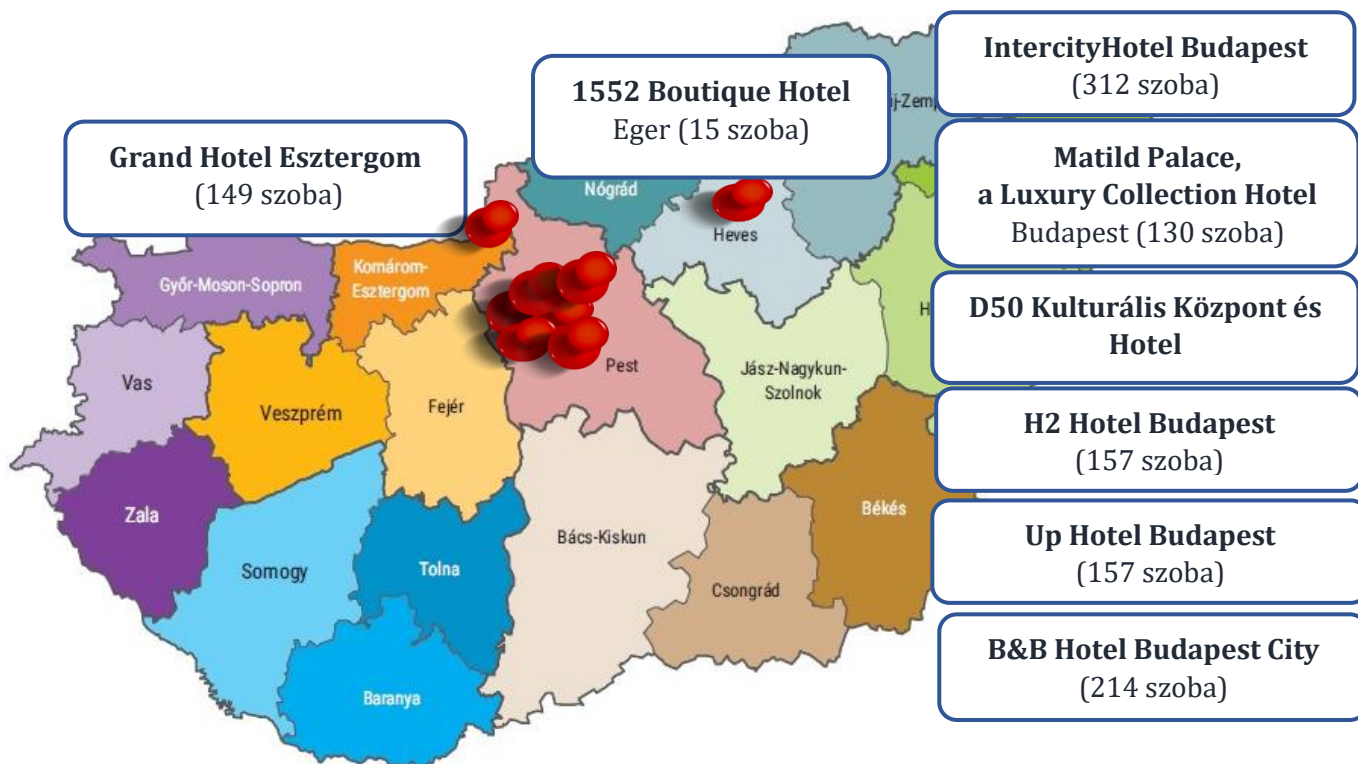 IntercityHotel Budapest
(312 szoba)
1552 Boutique Hotel
Eger (15 szoba)
Grand Hotel Esztergom
(149 szoba)
Matild Palace,
a Luxury Collection Hotel
Budapest (130 szoba)
D50 Kulturális Központ és
Hotel
H2 Hotel Budapest
(157 szoba)
Up Hotel Budapest
(157 szoba)
B&B Hotel Budapest City
(214 szoba)
Nógrád
Heves
Győr-Moson-Sopron
Komárom-
Esztergom
Pest
Jász-Nagykun-
Szolnok
Vas
Veszprém
Fejér
Zala
Somogy
Tolna
Bács-Kiskun
Csongrád
Békés
Baranya